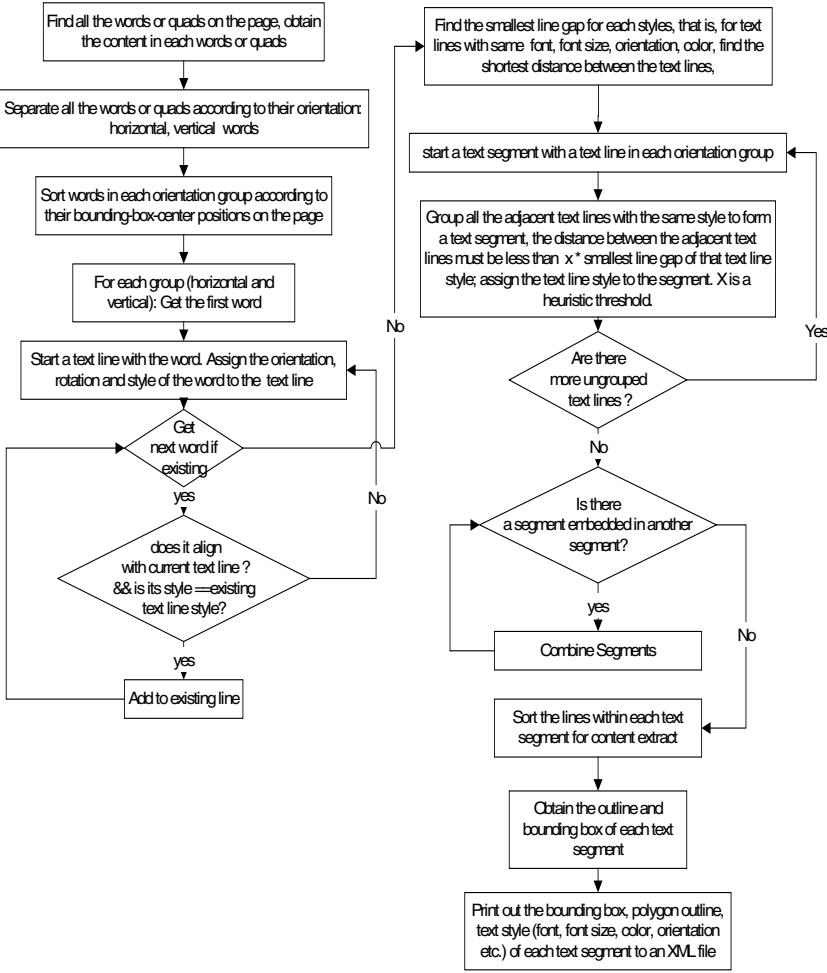 Find all the words or quads on the page, obtain
the content in each words or quads
Separate all the words or quads according to their orientation:
horizontal, vertical words
Sort words in each orientation group according to
their bounding-box-center positions on the page
For each group (horizontal and
vertical): Get the first word
Start a text line with the word. Assign the orientation,
rotation and style of the word to the text line
Get
next word if
existing
No
yes
does it align
with current text line ?
&& is its style ==existing
text line style?
No
yes
Add to existing line
Find the smallest line gap for each styles, that is, for text
lines with same font, font size, orientation, color, find the
shortest distance between the text lines,
start a text segment with a text line in each orientation group
Group all the adjacent text lines with the same style to form
a text segment, the distance between the adjacent text
lines must be less than x * smallest line gap of that text line
style; assign the text line style to the segment. X is a
heuristic threshold.
Yes
Are there
more ungrouped
text lines ?
No
Is there
a segment embedded in another
segment?
yes
No
Combine Segments
Sort the lines within each text
segment for content extract
Obtain the outline and
bounding box of each text
segment
Print out the bounding box, polygon outline,
text style (font, font size, color, orientation
etc.) of each text segment to an XML file